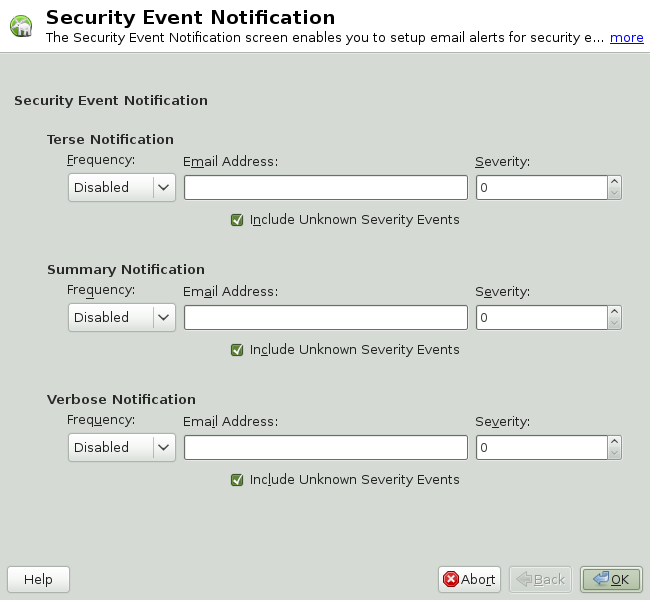 Security Event Notification
The Security Event Notification screen enables you to setup email alerts for security e... more
Security Event Notification
Terse Notification
Frequency: Email Address: Severity:
Disabled 0
Include Unknown Severity Events
Summary Notification
Frequency: Email Address: Severity:
Disabled 0
Include Unknown Severity Events
Verbose Notification
Frequency: Email Address: Severity:
Disabled 0
Include Unknown Severity Events
Help Abort Back OK